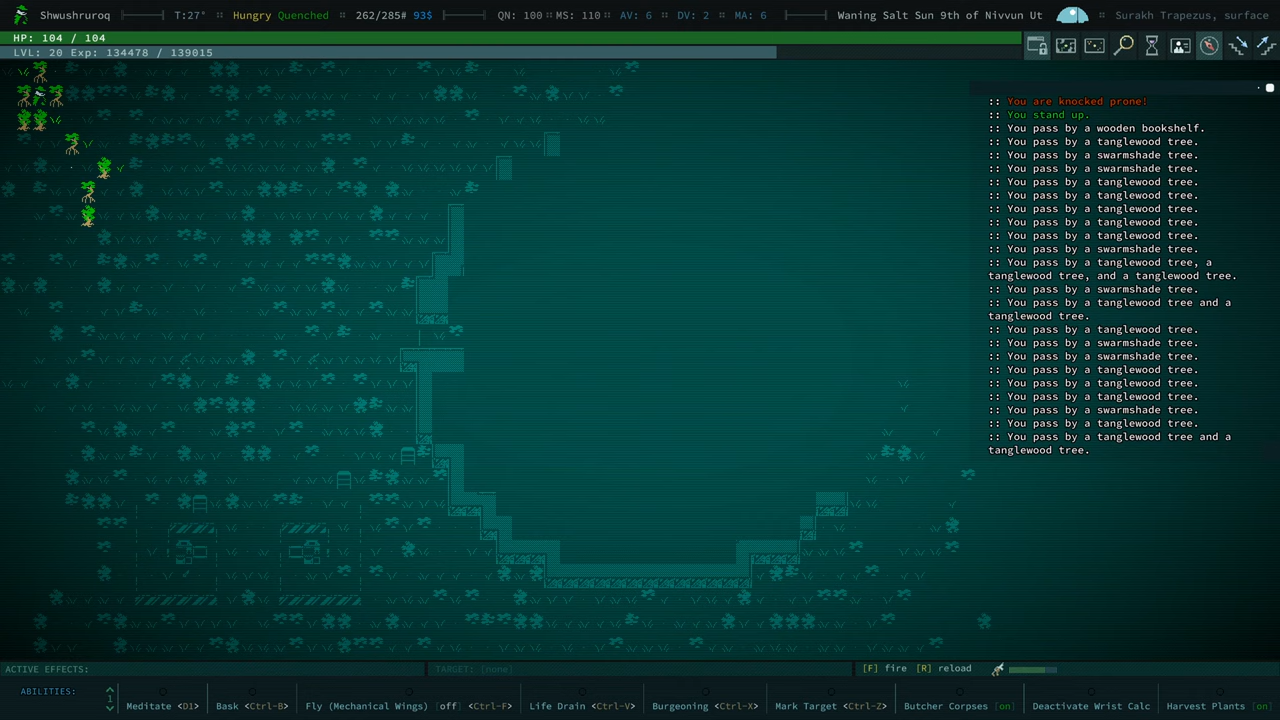 Shwushruroq T:27° Hungry Quenched :: 262/285# 93$ QN: 100 :: MS: 110 :: AV: 6 :: DV: 2 :: MA: 6 Waning Salt Sun 9th of Nivvun Ut :: Surakh Trapezus, surface
HP: 104 / 104
LVL: 20 Exp: 134478 / 139015
:: You are knocked prone!
:: You stand up.
:: You pass by a wooden bookshelf.
:: You pass by a tanglewood tree.
:: You pass by a tanglewood tree.
:: You pass by a swarmshade tree.
:: You pass by a tanglewood tree.
:: You pass by a tanglewood tree.
:: You pass by a tanglewood tree.
:: You pass by a tanglewood tree.
:: You pass by a tanglewood tree.
:: You pass by a swarmshade tree.
:: You pass by a tanglewood tree, a
tanglewood tree, and a tanglewood tree.
:: You pass by a swarmshade tree.
:: You pass by a tanglewood tree and a
tanglewood tree.
:: You pass by a tanglewood tree.
:: You pass by a swarmshade tree.
:: You pass by a swarmshade tree.
:: You pass by a tanglewood tree.
:: You pass by a tanglewood tree.
:: You pass by a tanglewood tree.
:: You pass by a swarmshade tree.
:: You pass by a tanglewood tree.
:: You pass by a tanglewood tree and a
tanglewood tree.
ACTIVE EFFECTS: TARGET: [none] [F] fire [R] reload
ABILITIES: 1 Meditate <D1> Bask <Ctrl-B> Fly (Mechanical Wings) [off] <Ctrl-F> Life Drain <Ctrl-V> Burgeoning <Ctrl-X> Mark Target <Ctrl-Z> Butcher Corpses [on] Deactivate Wrist Calc Harvest Plants [on]